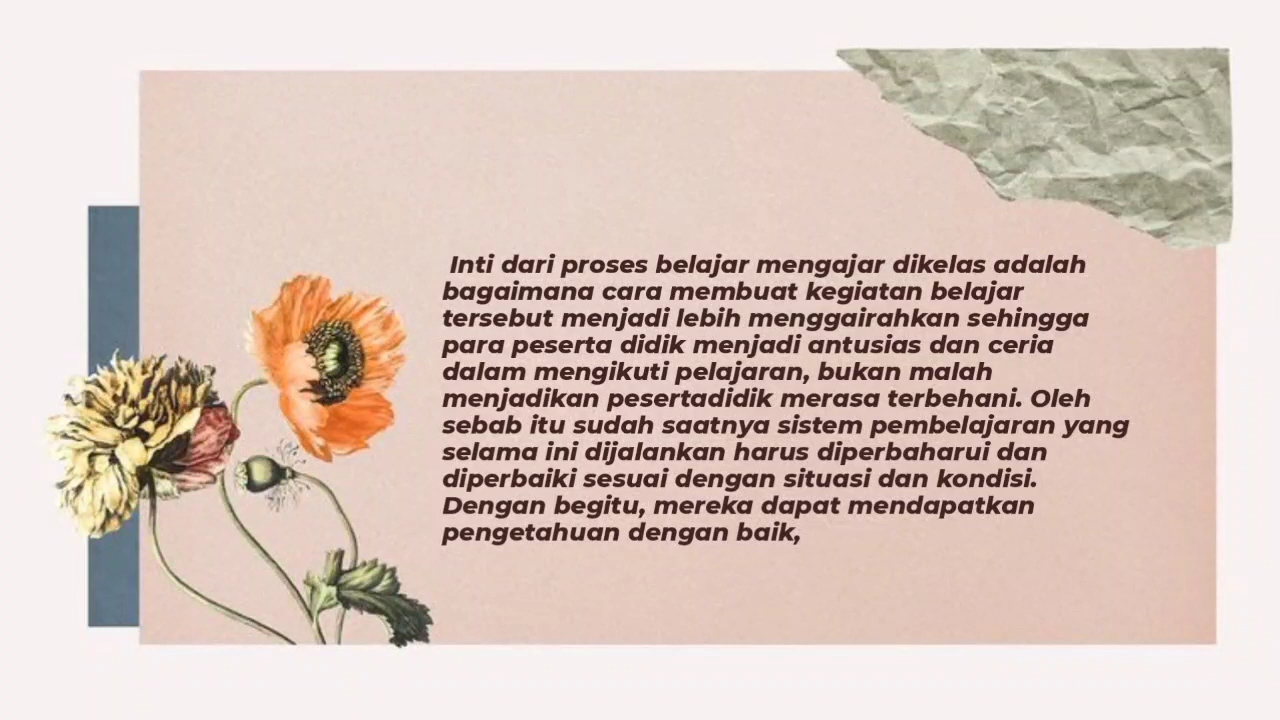 Inti dari proses belajar mengajar dikelas adalah
bagaimana cara membuat kegiatan belajar
tersebut menjadi lebih menggairahkan sehingga
para peserta didik menjadi antusias dan ceria
dalam mengikuti pelajaran, bukan malah
menjadikan pesertadidik merasa terbehani. Oleh
sebab itu sudah saatnya sistem pembelajaran yang
selama ini dijalankan harus diperbaharui dan
diperbaiki sesuai dengan situasi dan kondisi.
Dengan begitu, mereka dapat mendapatkan
pengetahuan dengan baik,